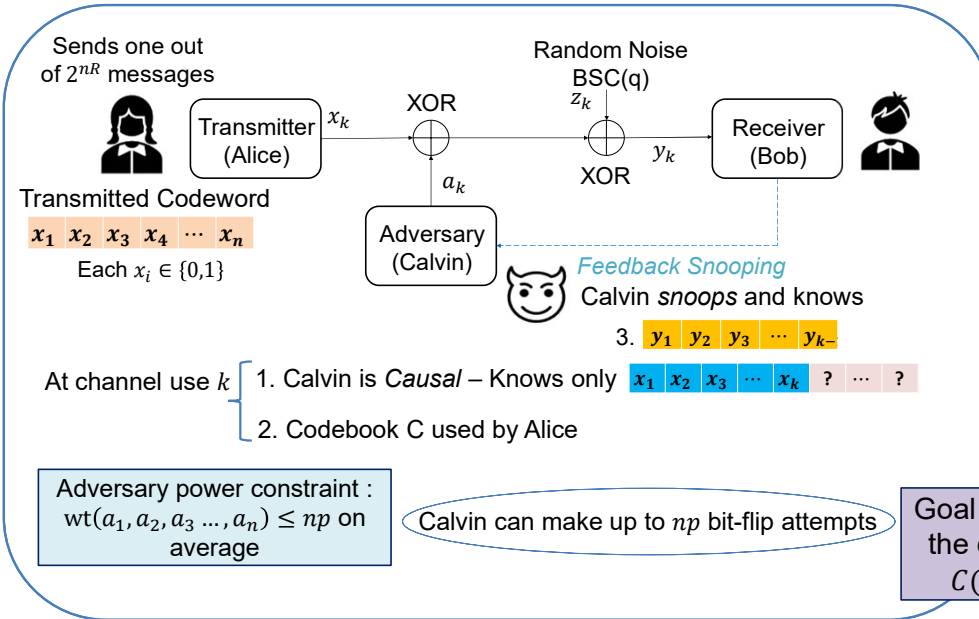 Sends one out
of 2^{nR} messages
Transmitter
(Alice)
x_k
XOR
a_k
Random Noise
BSC(q)
z_k
XOR
y_k
Receiver
(Bob)
Transmitted Codeword
x_1 x_2 x_3 x_4 ⋯ x_n
Each x_i ∈ {0,1}
Adversary
(Calvin)
Feedback Snooping
Calvin snoops and knows
3. y_1 y_2 y_3 ⋯ y_{k−
At channel use k
1. Calvin is Causal – Knows only x_1 x_2 x_3 ⋯ x_k ? ⋯ ?
2. Codebook C used by Alice
Adversary power constraint :
wt(a_1, a_2, a_3 …, a_n) ≤ np on
average
Calvin can make up to np bit-flip attempts
Goal
the
C(